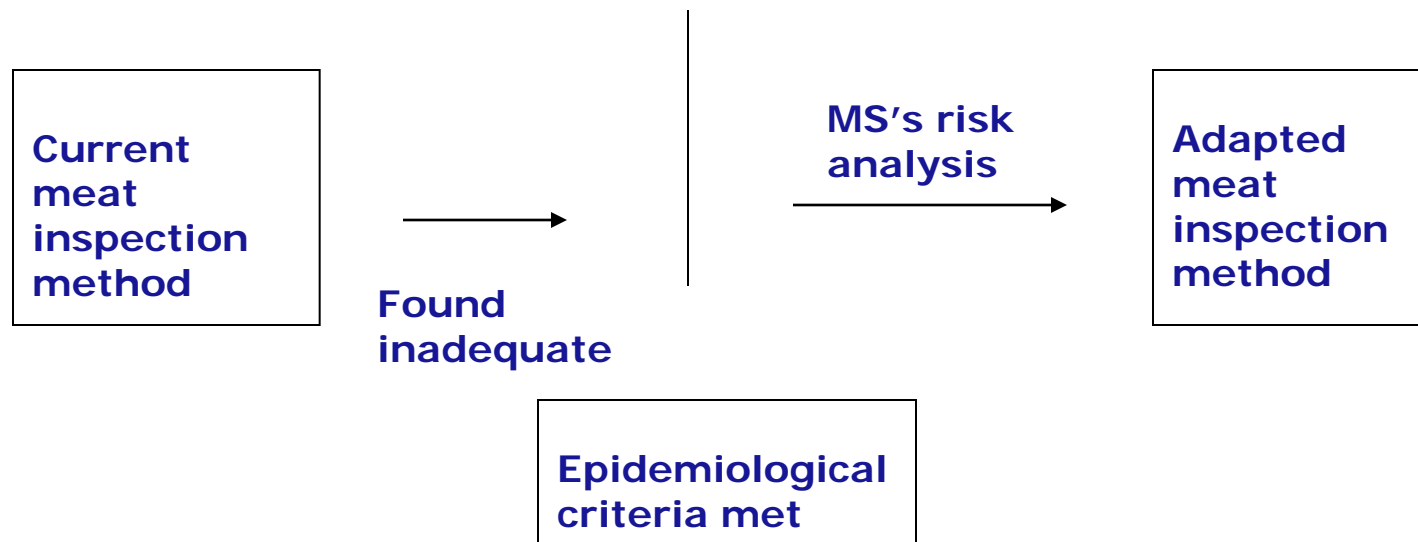 Current
meat
inspection
method
Found
inadequate
MS's risk
analysis
Adapted
meat
inspection
method
Epidemiological
criteria met